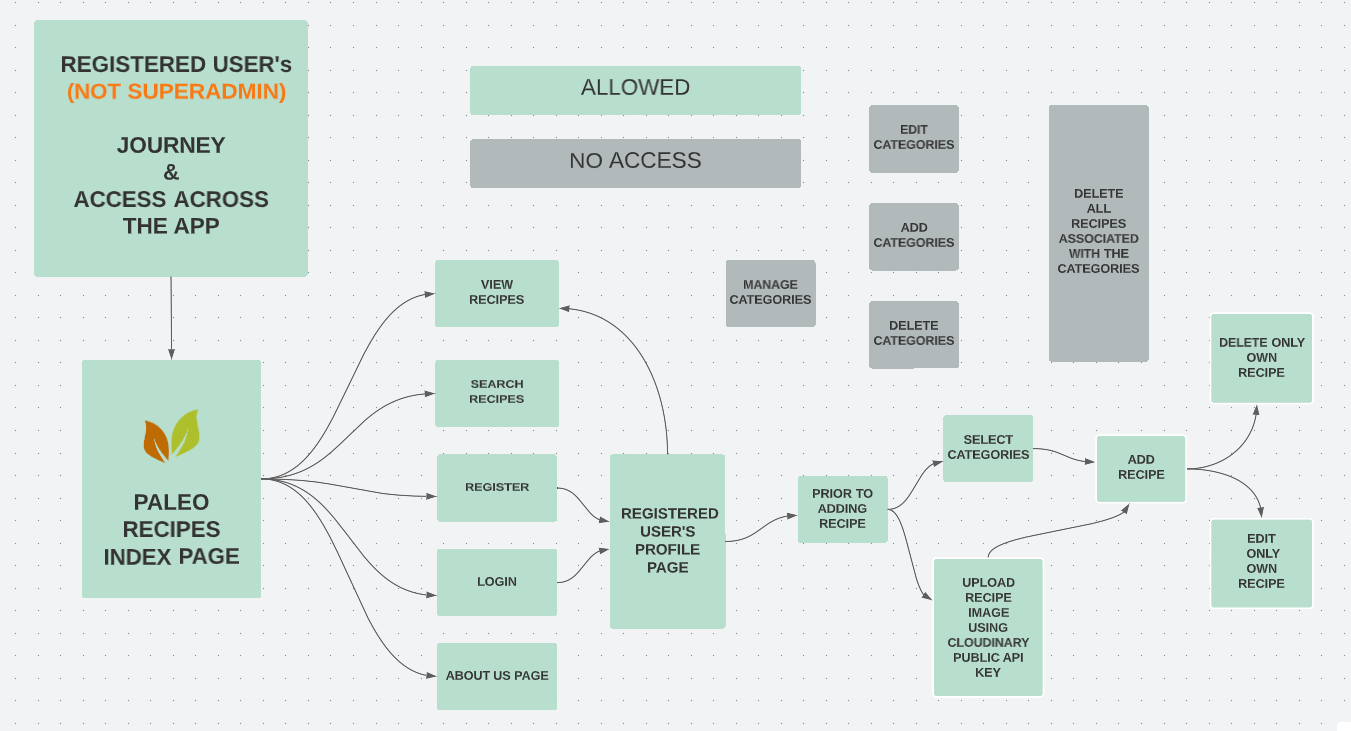 REGISTERED USER's
(NOT SUPERADMIN)
JOURNEY
&
ACCESS ACROSS
THE APP
ALLOWED
NO ACCESS
EDIT
CATEGORIES
ADD
CATEGORIES
DELETE
CATEGORIES
DELETE
ALL
RECIPES
ASSOCIATED
WITH THE
CATEGORIES
MANAGE
CATEGORIES
PALEO
RECIPES
INDEX PAGE
VIEW
RECIPES
SEARCH
RECIPES
REGISTER
LOGIN
ABOUT US PAGE
REGISTERED
USER'S
PROFILE
PAGE
PRIOR TO
ADDING
RECIPE
SELECT
CATEGORIES
UPLOAD
RECIPE
IMAGE
USING
CLOUDINARY
PUBLIC API
KEY
ADD
RECIPE
DELETE ONLY
OWN
RECIPE
EDIT
ONLY
OWN
RECIPE